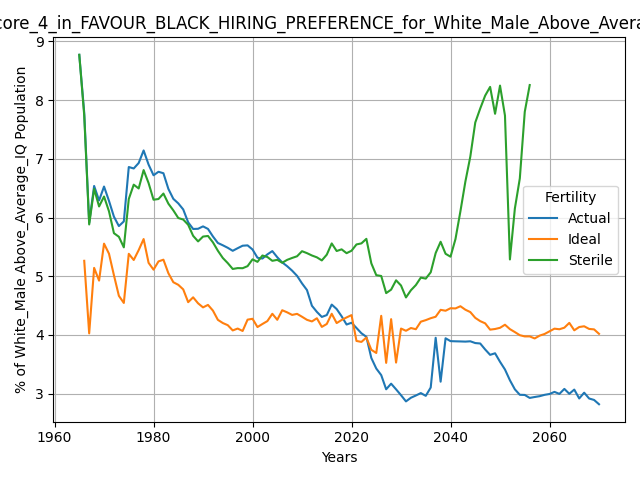 core_4_in_FAVOUR_BLACK_HIRING_PREFERENCE_for_White_Male_Above_Avera
% of White_Male Above_Average_IQ Population
9
8
7
6
5
4
3
Fertility
Actual
Ideal
Sterile
1960
1980
2000
2020
2040
2060
Years